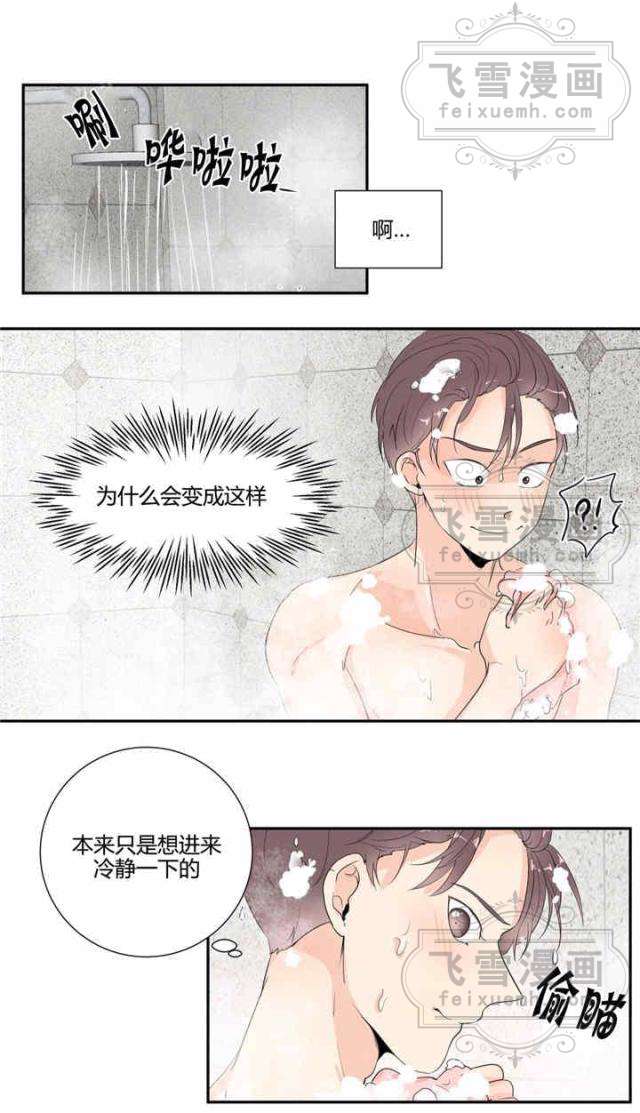 飞雪漫画
feixuemh.com
唰
哗啦啦
啊...
为什么会变成这样
?!
飞雪漫画
feixuemh.com
本来只是想进来
冷静一下的
飞雪漫画
feixuemh.com
偷瞄